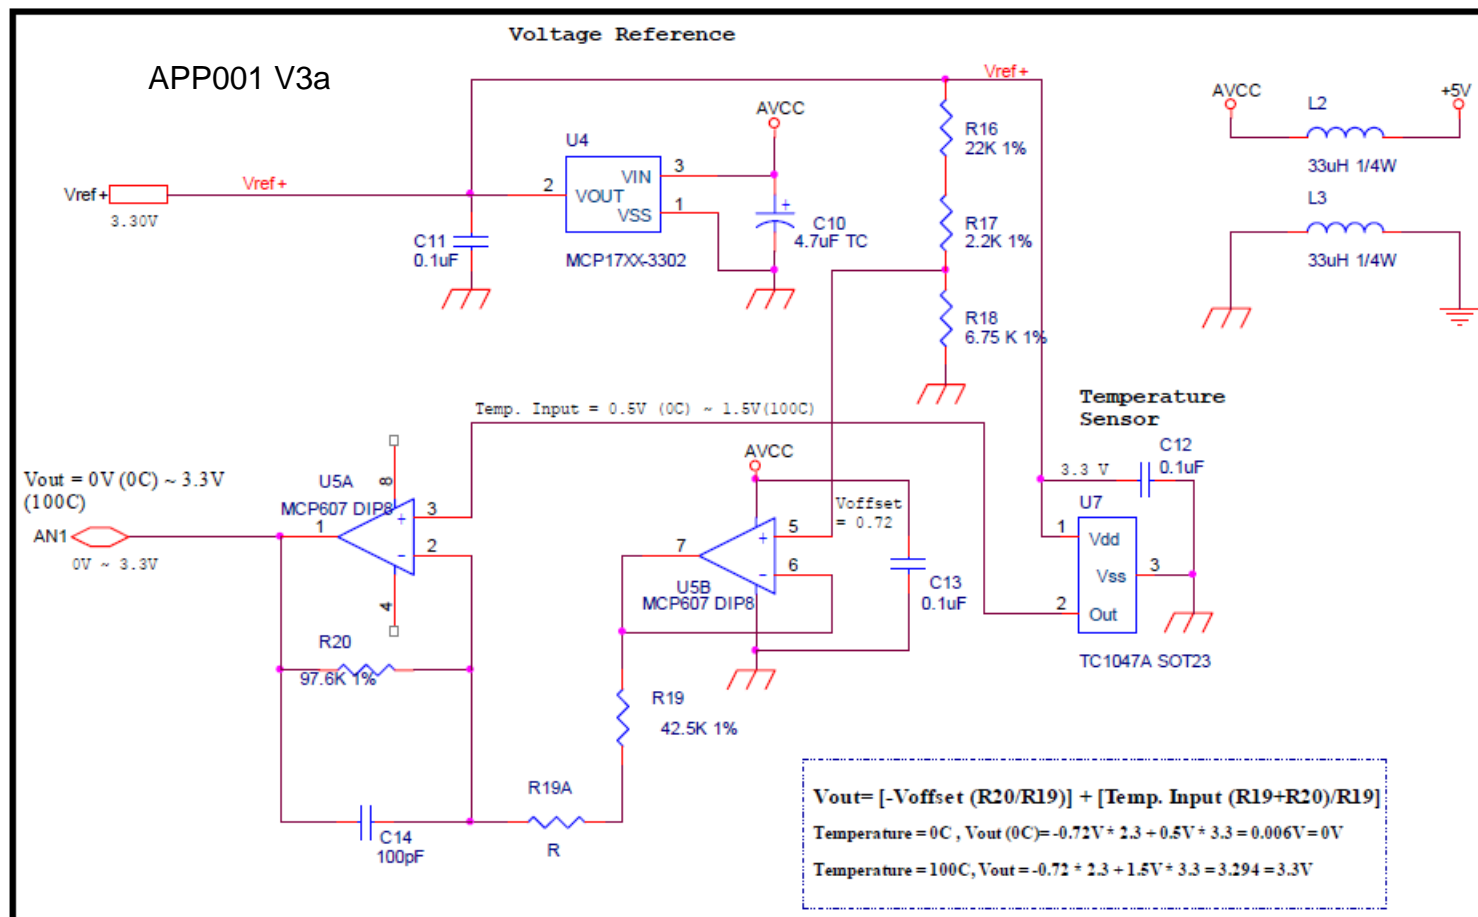 Voltage Reference
APP001 V3a
Vref+
AVCC
+5V
AVCC
L2
33uH 1/4W
L3
33uH 1/4W
R16
22K 1%
R17
2.2K 1%
R18
6.75 K 1%
U4
VIN
VOUT
VSS
3
2
1
MCP17XX-3302
C10
4.7uF TC
+
Vref+
Vref+
3.30V
C11
0.1uF
Temperature
Sensor
Temp. Input = 0.5V (0C) ~ 1.5V(100C)
C12
0.1uF
3.3 V
U7
1
Vdd
Vss
3
2
Out
TC1047A SOT23
AVCC
Voffset
= 0.72
5
6
7
+
-
U5B
MCP607 DIP8
C13
0.1uF
Vout = 0V (0C) ~ 3.3V
(100C)
AN1
0V ~ 3.3V
U5A
MCP607 DIP8
8
3
1
2
4
+
-
R20
97.6K 1%
R19
42.5K 1%
R19A
R
C14
100pF
Vout= [-Voffset (R20/R19)] + [Temp. Input (R19+R20)/R19]
Temperature = 0C , Vout (0C)= -0.72V * 2.3 + 0.5V * 3.3 = 0.006V = 0V
Temperature = 100C, Vout = -0.72 * 2.3 + 1.5V * 3.3 = 3.294 = 3.3V